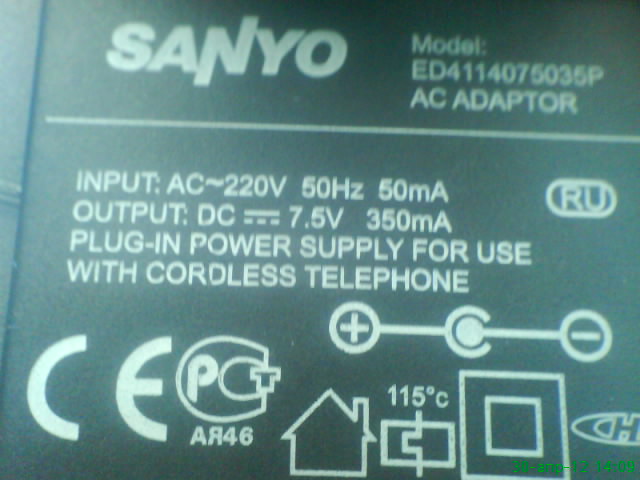 SANYO
Model:
ED4114075035P
AC ADAPTOR
INPUT: AC~220V 50Hz 50mA
OUTPUT: DC ⎓ 7.5V 350mA
RU
PLUG-IN POWER SUPPLY FOR USE
WITH CORDLESS TELEPHONE
+ -
CE
РСТ
АЯ46
115°c